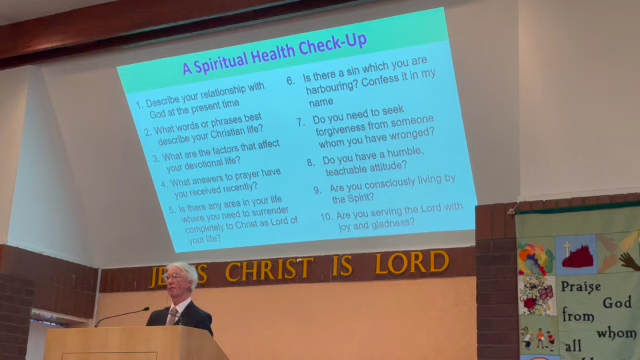 A Spiritual Health Check-Up
1. Describe your relationship with
God at the present time
2. What words or phrases best
describe your Christian life?
3. What are the factors that affect
your devotional life?
4. What answers to prayer have
you received recently?
5. Is there any area in your life
where you need to surrender
completely to Christ as Lord of
your life?
6. Is there a sin which you are
harbouring? Confess it in my
name
7. Do you need to seek
forgiveness from someone
whom you have wronged?
8. Do you have a humble,
teachable attitude?
9. Are you consciously living by
the Spirit?
10. Are you serving the Lord with
joy and gladness?
JESUS CHRIST IS LORD
Praise
God
from
whom
all